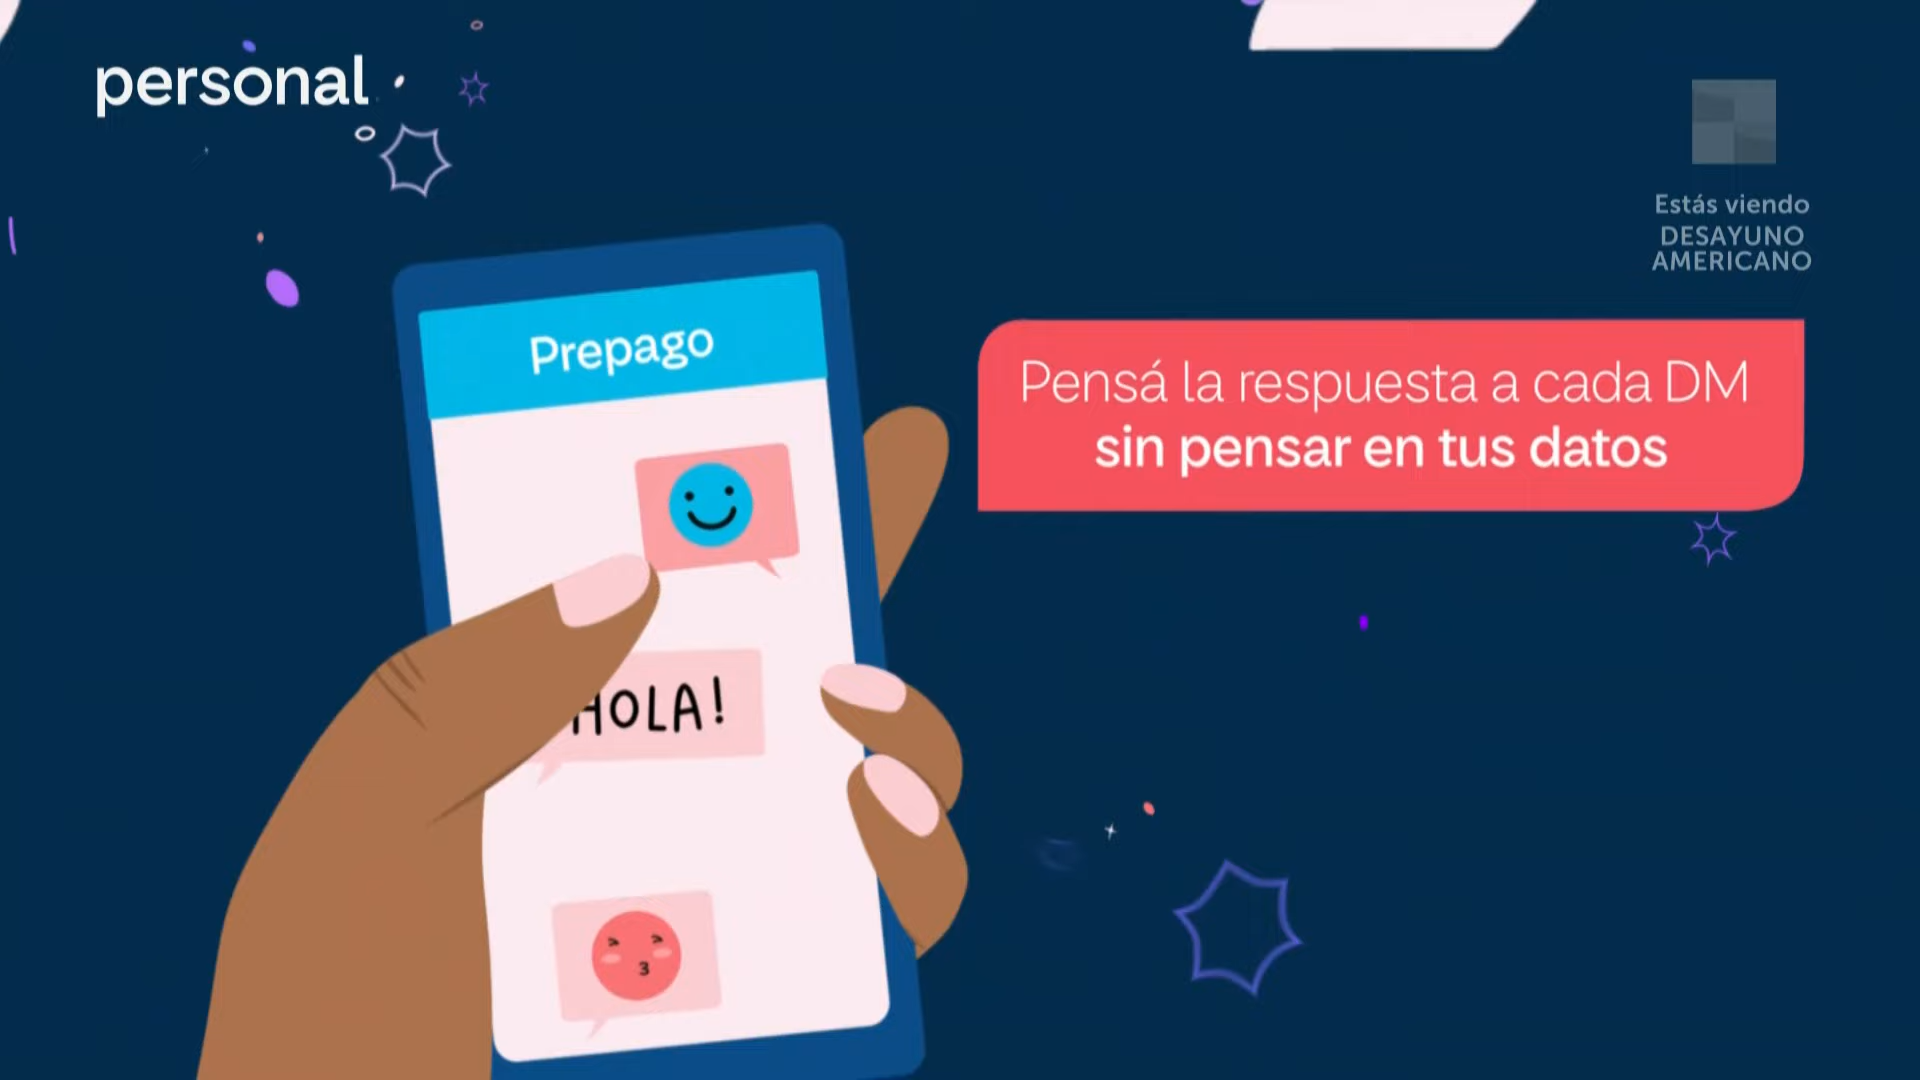 personal
Estás viendo
DESAYUNO
AMERICANO
Prepago
Pensá la respuesta a cada DM
sin pensar en tus datos
HOLA!